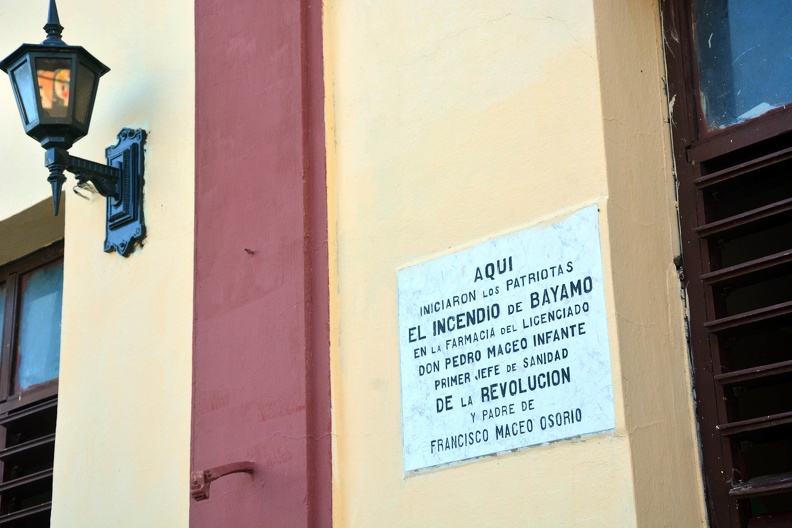 AQUI
INICIARON LOS PATRIOTAS
EL INCENDIO DE BAYAMO
EN LA FARMACIA DEL LICENCIADO
DON PEDRO MACEO INFANTE
PRIMER JEFE DE SANIDAD
DE LA REVOLUCION
Y PADRE DE
FRANCISCO MACEO OSORIO